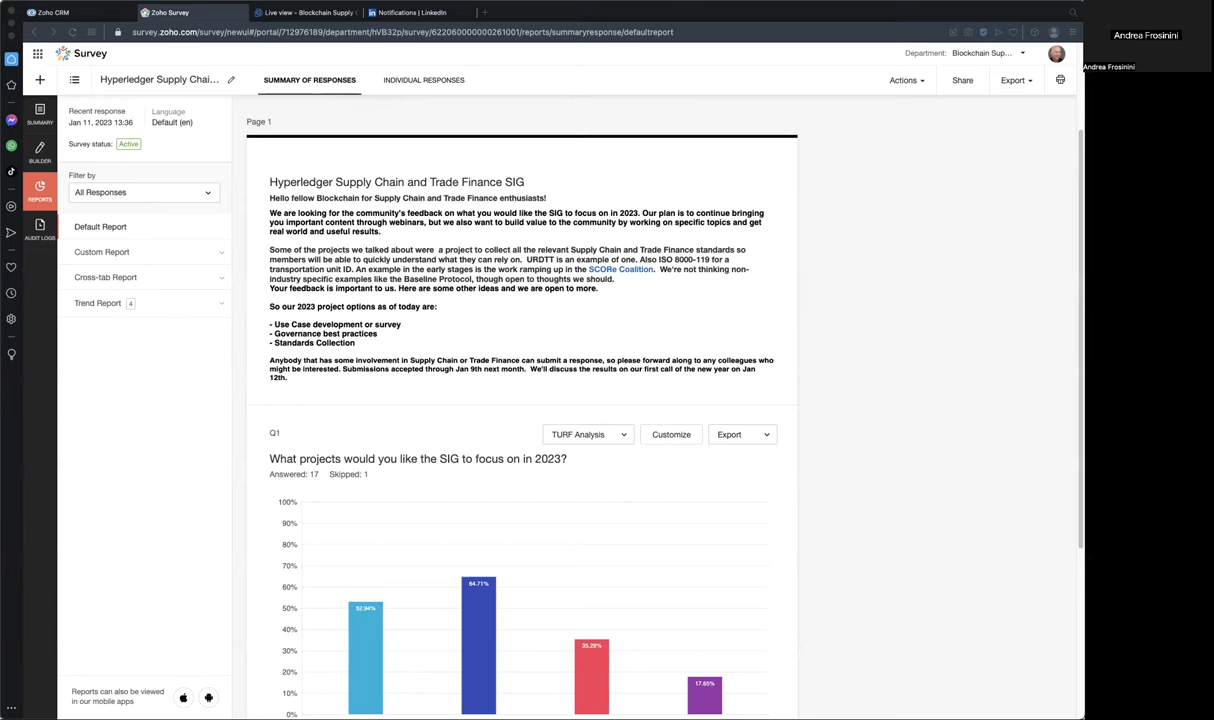 Zoho CRM
Zoho Survey
Live view - Blockchain Supply C
Notifications | LinkedIn
survey.zoho.com/survey/newui#/portal/712976189/department/hVB32p/survey/622060000000261001/reports/summaryresponse/defaultreport
Andrea Frosinini
Andrea Frosinini
Survey
Department: Blockchain Sup...
Hyperledger Supply Chai...
SUMMARY OF RESPONSES
INDIVIDUAL RESPONSES
Actions
Share
Export
SUMMARY
BUILDER
REPORTS
AUDIT LOGS
Recent response
Jan 11, 2023 13:36
Language
Default (en)
Survey status: Active
Filter by
All Responses
Default Report
Custom Report
Cross-tab Report
Trend Report 4
Reports can also be viewed
in our mobile apps
Page 1
Hyperledger Supply Chain and Trade Finance SIG
Hello fellow Blockchain for Supply Chain and Trade Finance enthusiasts!
We are looking for the community's feedback on what you would like the SIG to focus on in 2023. Our plan is to continue bringing
you important content through webinars, but we also want to build value to the community by working on specific topics and get
real world and useful results.
Some of the projects we talked about were a project to collect all the relevant Supply Chain and Trade Finance standards so
members will be able to quickly understand what they can rely on. URDTT is an example of one. Also ISO 8000-119 for a
transportation unit ID. An example in the early stages is the work ramping up in the SCORe Coalition. We're not thinking non-
industry specific examples like the Baseline Protocol, though open to thoughts we should.
Your feedback is important to us. Here are some other ideas and we are open to more.
So our 2023 project options as of today are:
- Use Case development or survey
- Governance best practices
- Standards Collection
Anybody that has some involvement in Supply Chain or Trade Finance can submit a response, so please forward along to any colleagues who
might be interested. Submissions accepted through Jan 9th next month. We'll discuss the results on our first call of the new year on Jan
12th.
Q1
TURF Analysis
Customize
Export
What projects would you like the SIG to focus on in 2023?
Answered: 17 Skipped: 1
100%
90%
80%
70%
60%
50%
40%
30%
20%
10%
0%
52.94%
64.71%
35.29%
17.65%